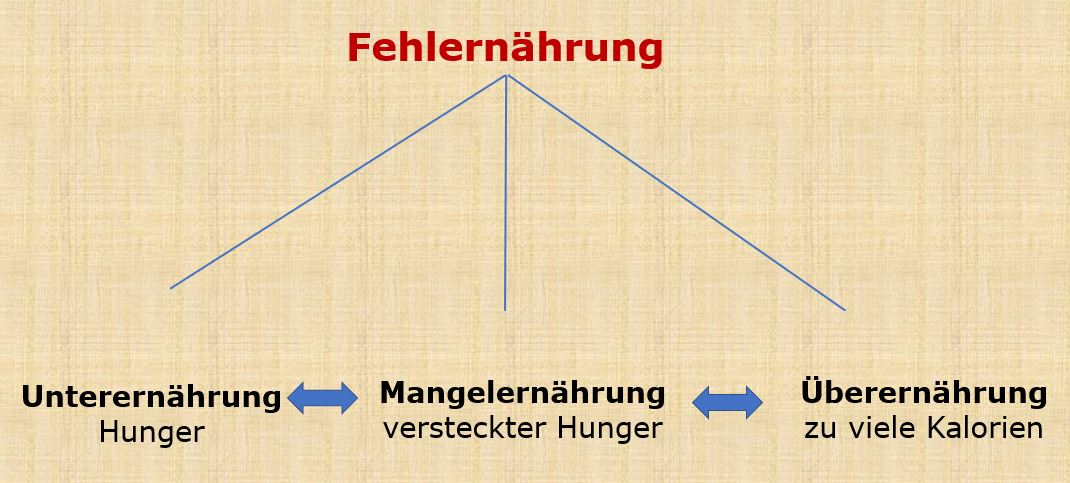 Fehlernährung
Unterernährung
Hunger
Mangelernährung
versteckter Hunger
Überernährung
zu viele Kalorien